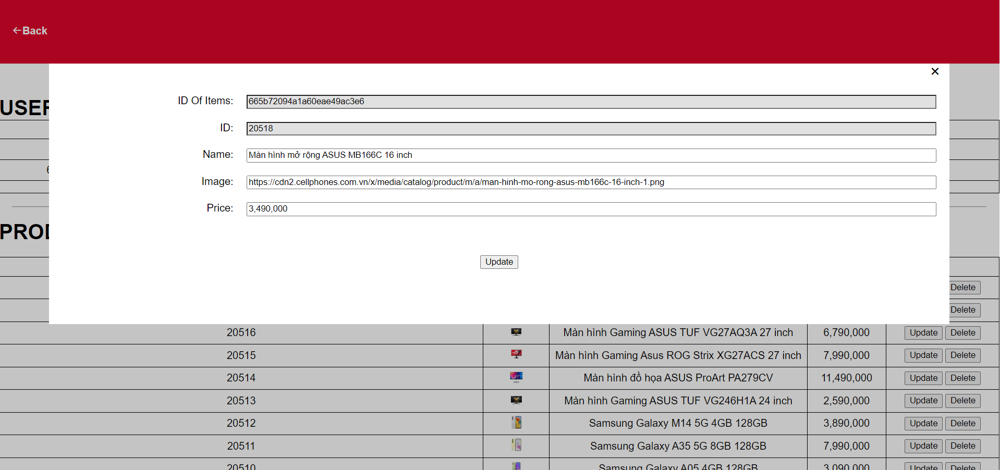 ←Back
✕
ID Of Items: 665b72094a1a60eae49ac3e6
USER
ID: 20518
Name: Màn hình mở rộng ASUS MB166C 16 inch
Image: https://cdn2.cellphones.com.vn/x/media/catalog/product/m/a/man-hinh-mo-rong-asus-mb166c-16-inch-1.png
Price: 3,490,000
PROD
Update
Delete
Delete
20516 Màn hình Gaming ASUS TUF VG27AQ3A 27 inch 6,790,000 Update Delete
20515 Màn hình Gaming Asus ROG Strix XG27ACS 27 inch 7,990,000 Update Delete
20514 Màn hình đồ họa ASUS ProArt PA279CV 11,490,000 Update Delete
20513 Màn hình Gaming ASUS TUF VG246H1A 24 inch 2,590,000 Update Delete
20512 Samsung Galaxy M14 5G 4GB 128GB 3,890,000 Update Delete
20511 Samsung Galaxy A35 5G 8GB 128GB 7,990,000 Update Delete
20510 Samsung Galaxy A05 4GB 128GB 3,090,000 Update Delete